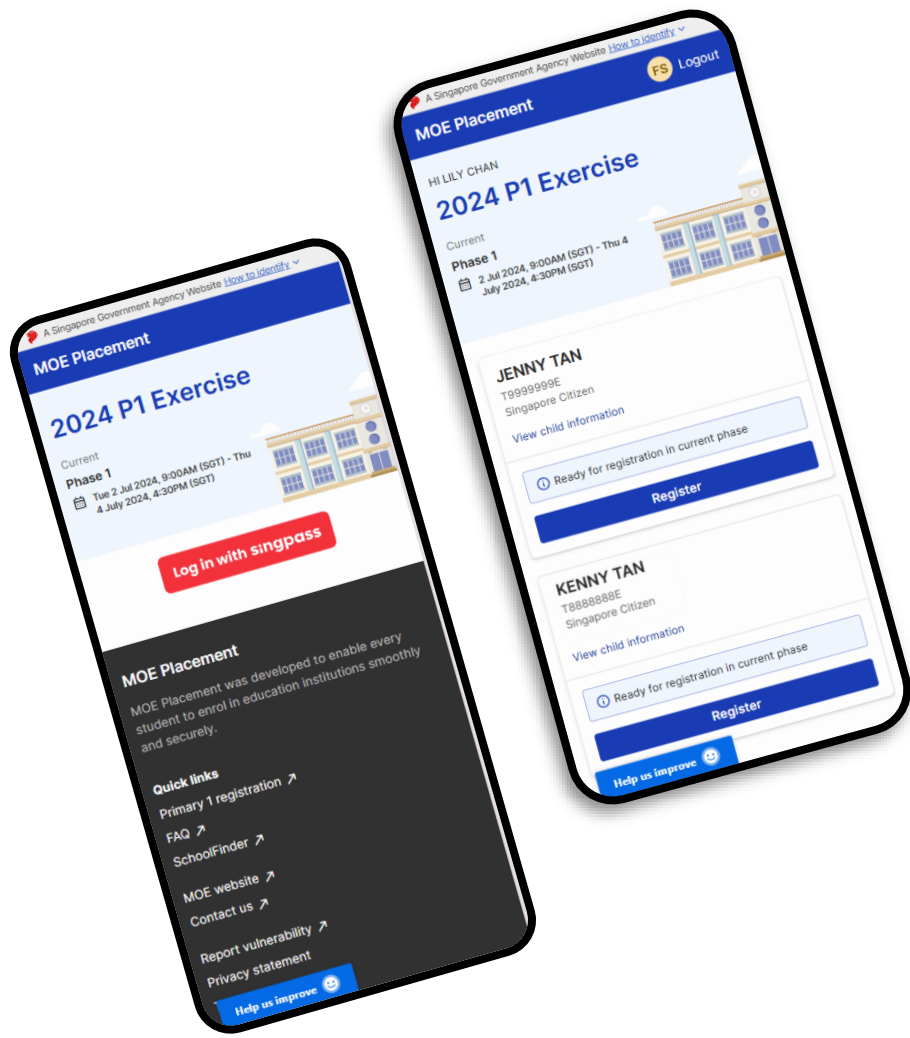 A Singapore Government Agency Website How to identify
MOE Placement
2024 P1 Exercise
Current
Phase 1
Tue 2 Jul 2024, 9:00AM (SGT) - Thu
4 July 2024, 4:30PM (SGT)
Log in with singpass
MOE Placement
MOE Placement was developed to enable every
student to enrol in education institutions smoothly
and securely.
Quick links
Primary 1 registration
FAQ
SchoolFinder
MOE website
Contact us
Report vulnerability
Privacy statement
Help us improve
A Singapore Government Agency Website How to identify
MOE Placement
FS Logout
HI LILY CHAN
2024 P1 Exercise
Current
Phase 1
2 Jul 2024, 9:00AM (SGT) - Thu 4
July 2024, 4:30PM (SGT)
JENNY TAN
T9999999E
Singapore Citizen
View child information
Ready for registration in current phase
Register
KENNY TAN
T8888888E
Singapore Citizen
View child information
Ready for registration in current phase
Register
Help us improve